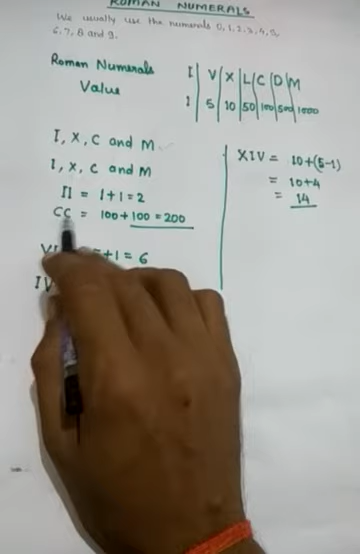 ROMAN NUMERALS
We usually use the numerals 0, 1, 2, 3, 4, 5,
6, 7, 8 and 9.
Roman Numerals I V X L C D M
Value 1 5 10 50 100 500 1000
I, X, C and M
I, X, C and M
II = 1+1=2
CC = 100+100=200
+1=6
XIV = 10+(5-1)
= 10+4
= 14